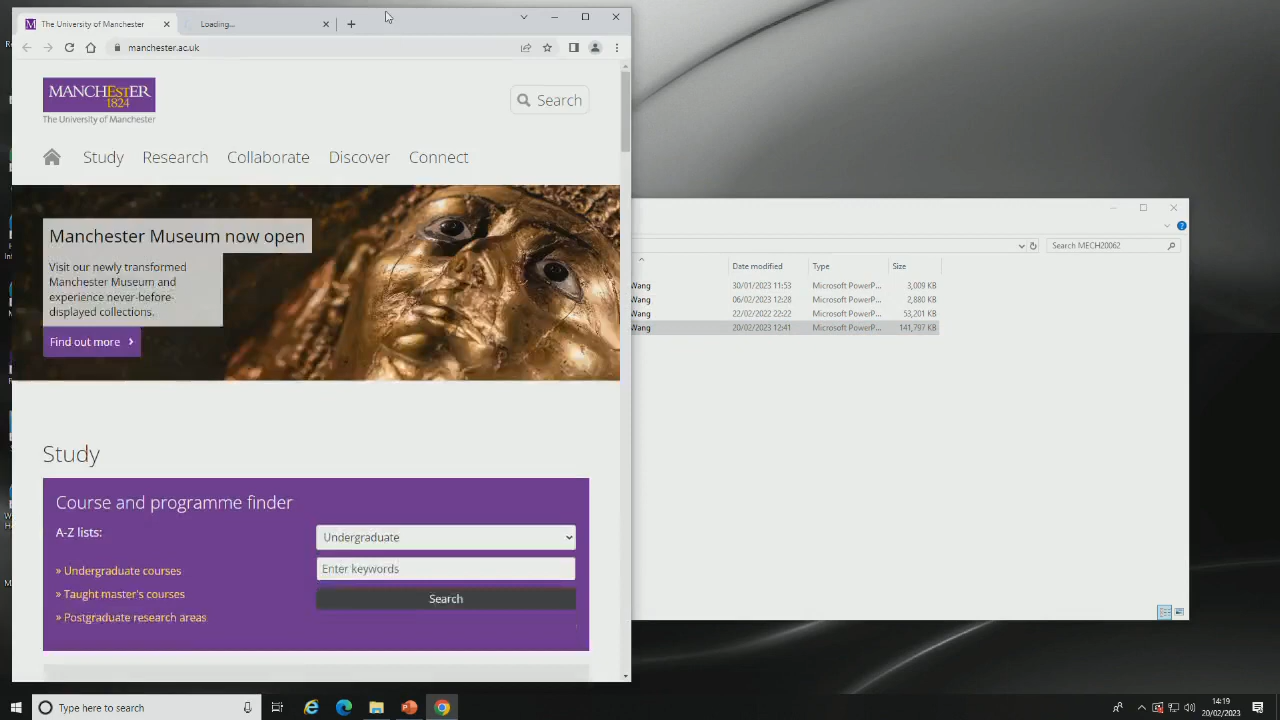 The University of Manchester
Loading...
manchester.ac.uk
MANCHESTER
1824
The University of Manchester
Search
Study Research Collaborate Discover Connect
Manchester Museum now open
Visit our newly transformed
Manchester Museum and
experience never-before-
displayed collections.
Find out more
Study
Course and programme finder
A-Z lists:
» Undergraduate courses
» Taught master's courses
» Postgraduate research areas
Undergraduate
Enter keywords
Search
Search MECH20062
Date modified Type Size
Wang 30/01/2023 11:53 Microsoft PowerP... 3,009 KB
Wang 06/02/2023 12:28 Microsoft PowerP... 2,880 KB
Wang 22/02/2022 22:22 Microsoft PowerP... 53,201 KB
Wang 20/02/2023 12:41 Microsoft PowerP... 141,797 KB
Type here to search
14:19
20/02/2023